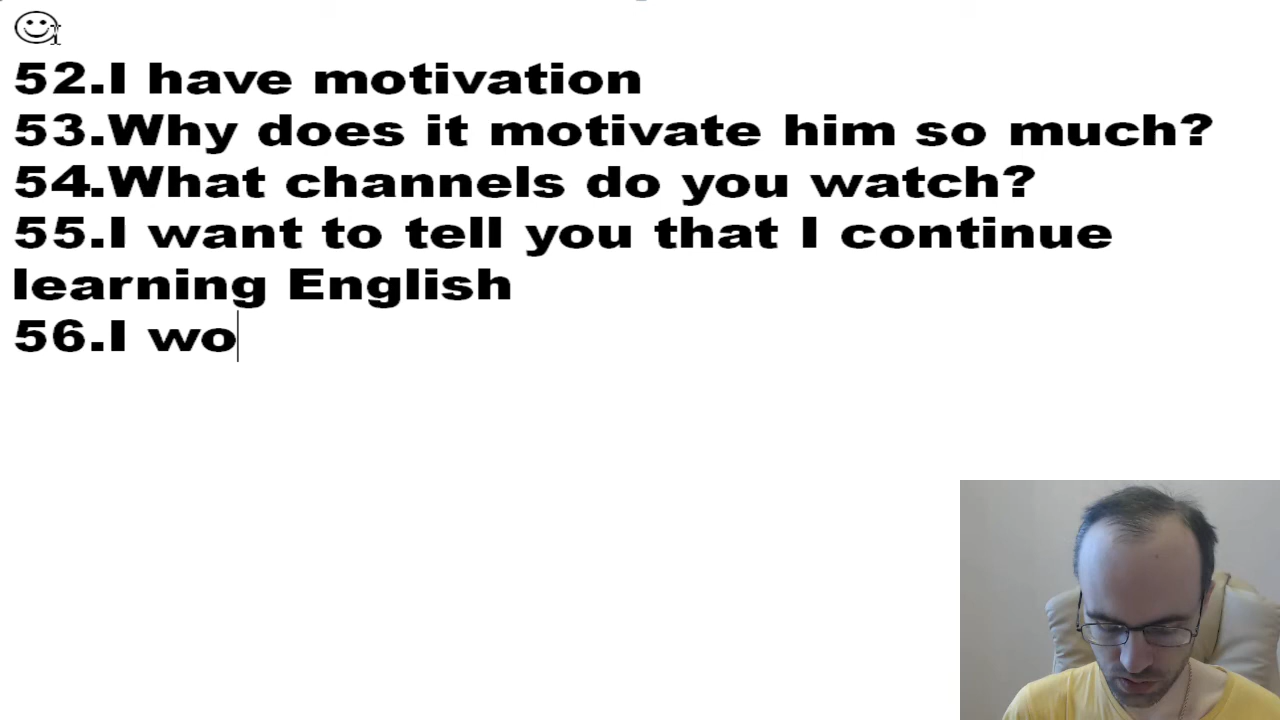 52.I have motivation
53.Why does it motivate him so much?
54.What channels do you watch?
55.I want to tell you that I continue
learning English
56.I wo